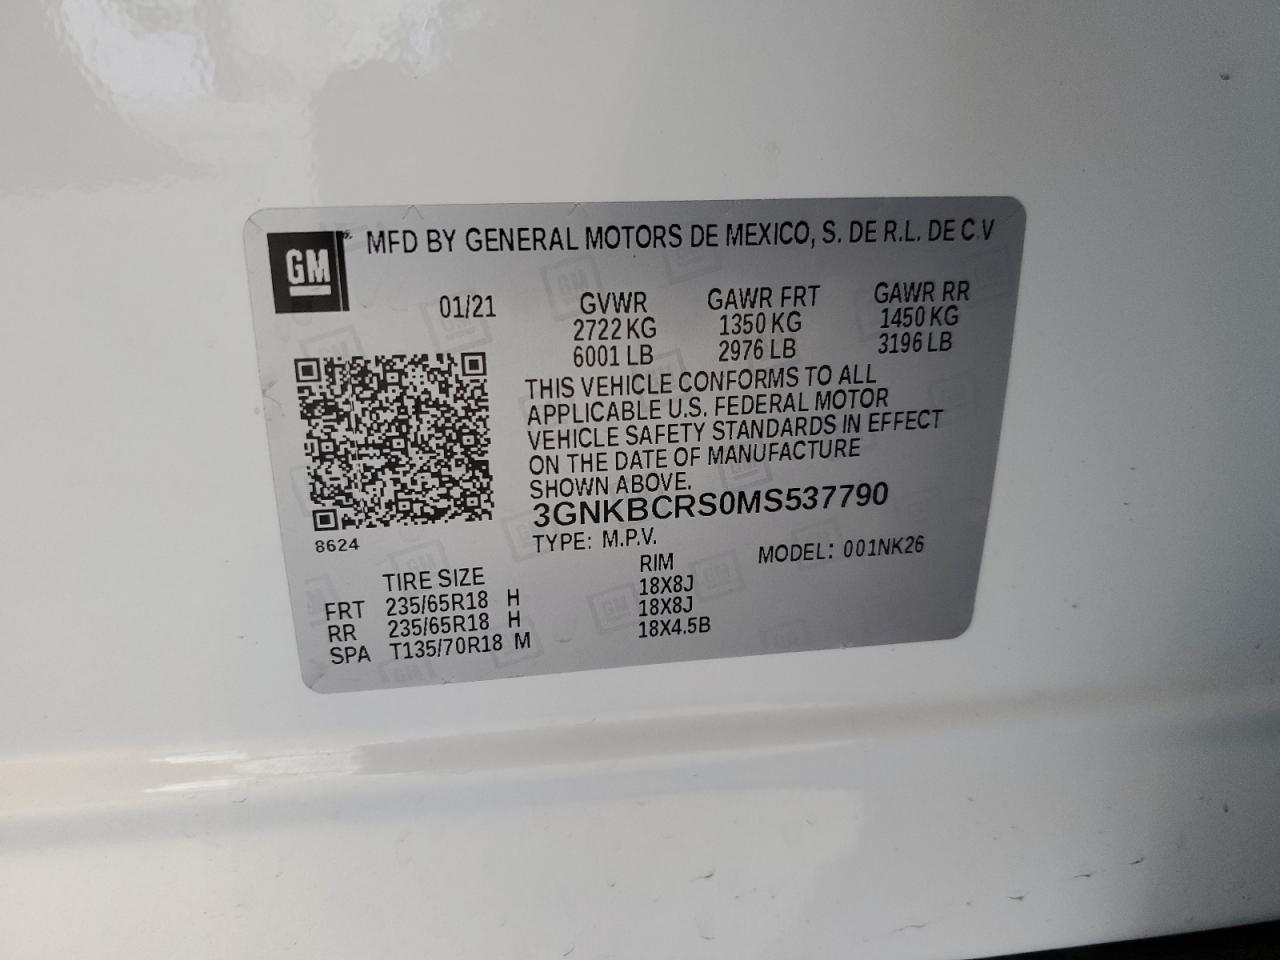 GM
MFD BY GENERAL MOTORS DE MEXICO, S. DE R.L. DE C.V
01/21
GVWR GAWR FRT GAWR RR
2722 KG 1350 KG 1450 KG
6001 LB 2976 LB 3196 LB
THIS VEHICLE CONFORMS TO ALL
APPLICABLE U.S. FEDERAL MOTOR
VEHICLE SAFETY STANDARDS IN EFFECT
ON THE DATE OF MANUFACTURE
SHOWN ABOVE.
3GNKBCRS0MS537790
8624
TYPE: M.P.V. MODEL: 001NK26
TIRE SIZE RIM
FRT 235/65R18 H 18X8J
RR 235/65R18 H 18X8J
SPA T135/70R18 M 18X4.5B